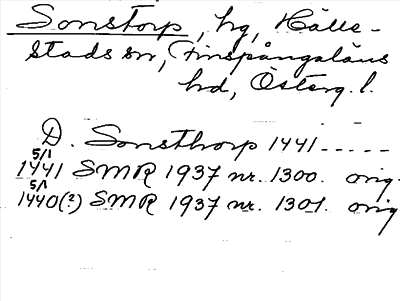 Sonstorp, hg, Hälle-
stads sn, Finspångaläns
hd, Österg. l.
D. Sonsthorp 1441 -----
5/1
1441 SMR 1937 nr. 1300. orig.
5/1
1440(?) SMR 1937 nr. 1301. orig